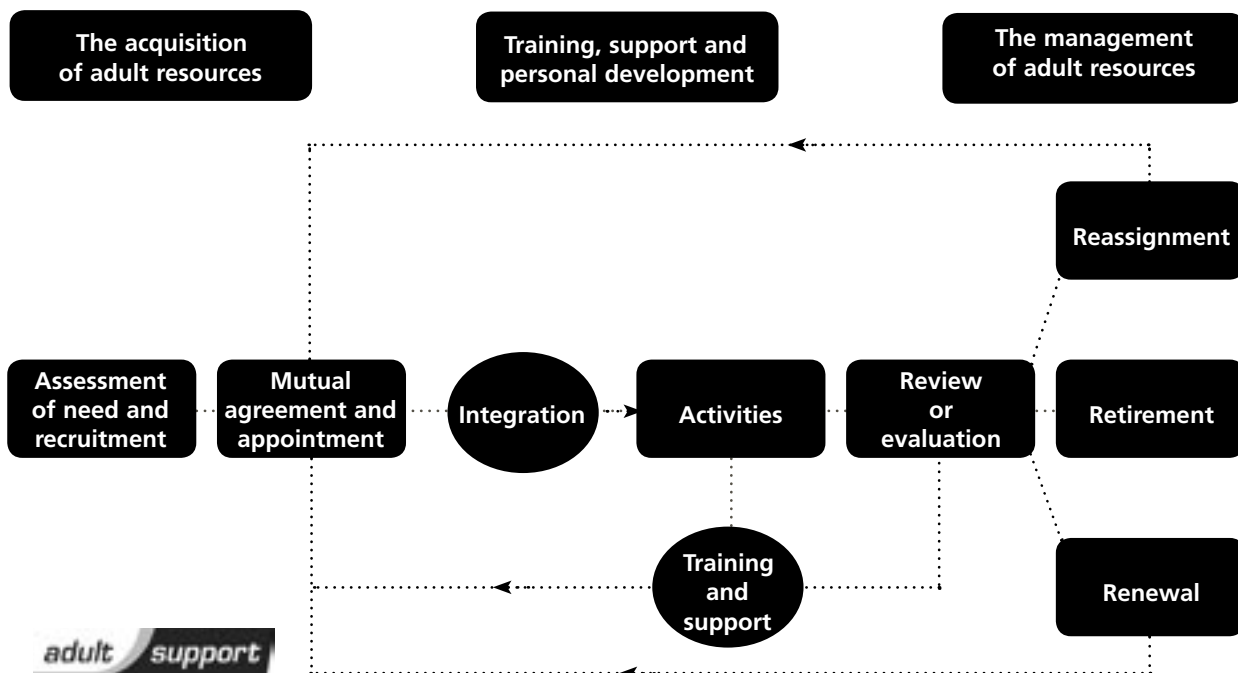 The acquisition
of adult resources
Training, support and
personal development
The management
of adult resources
Reassignment
Assessment
of need and
recruitment
Mutual
agreement and
appointment
Integration
Activities
Review
or
evaluation
Retirement
Training
and
support
Renewal
adult support